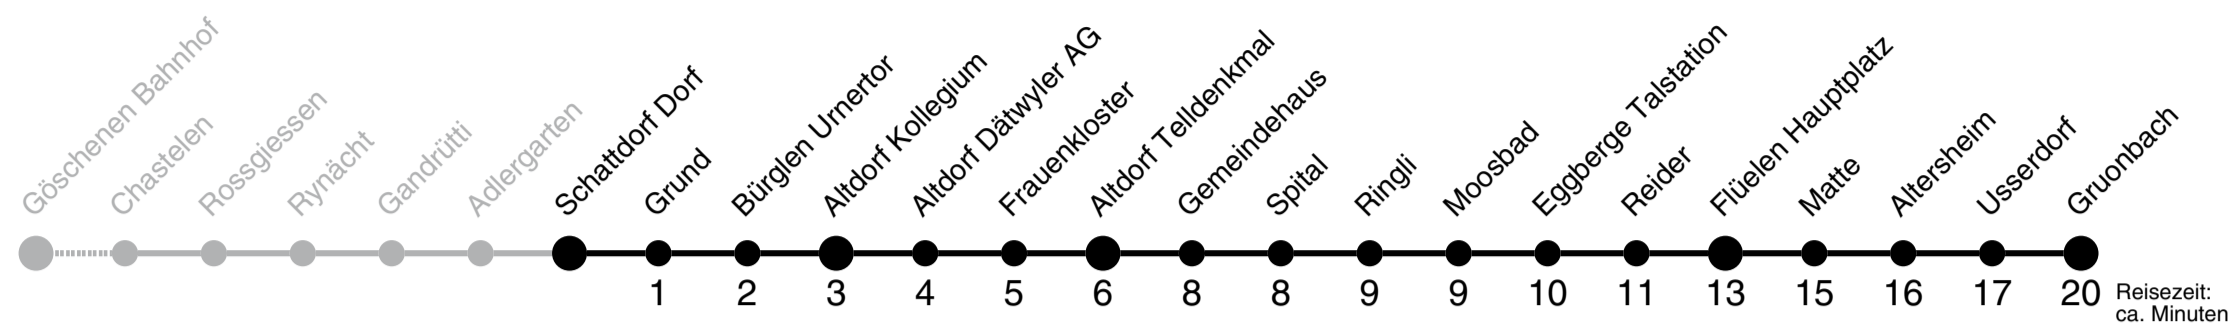 Göschenen Bahnhof
Chastelen
Rossgiessen
Rynächt
Gandrütti
Adlergarten
Schattdorf Dorf
Grund
Bürglen Urnertor
Altdorf Kollegium
Altdorf Dätwyler AG
Frauenkloster
Altdorf Telldenkmal
Gemeindehaus
Spital
Ringli
Moosbad
Eggberge Talstation
Reider
Flüelen Hauptplatz
Matte
Altersheim
Usserdorf
Gruonbach
1 2 3 4 5 6 8 8 9 9 10 11 13 15 16 17 20
Reisezeit:
ca. Minuten